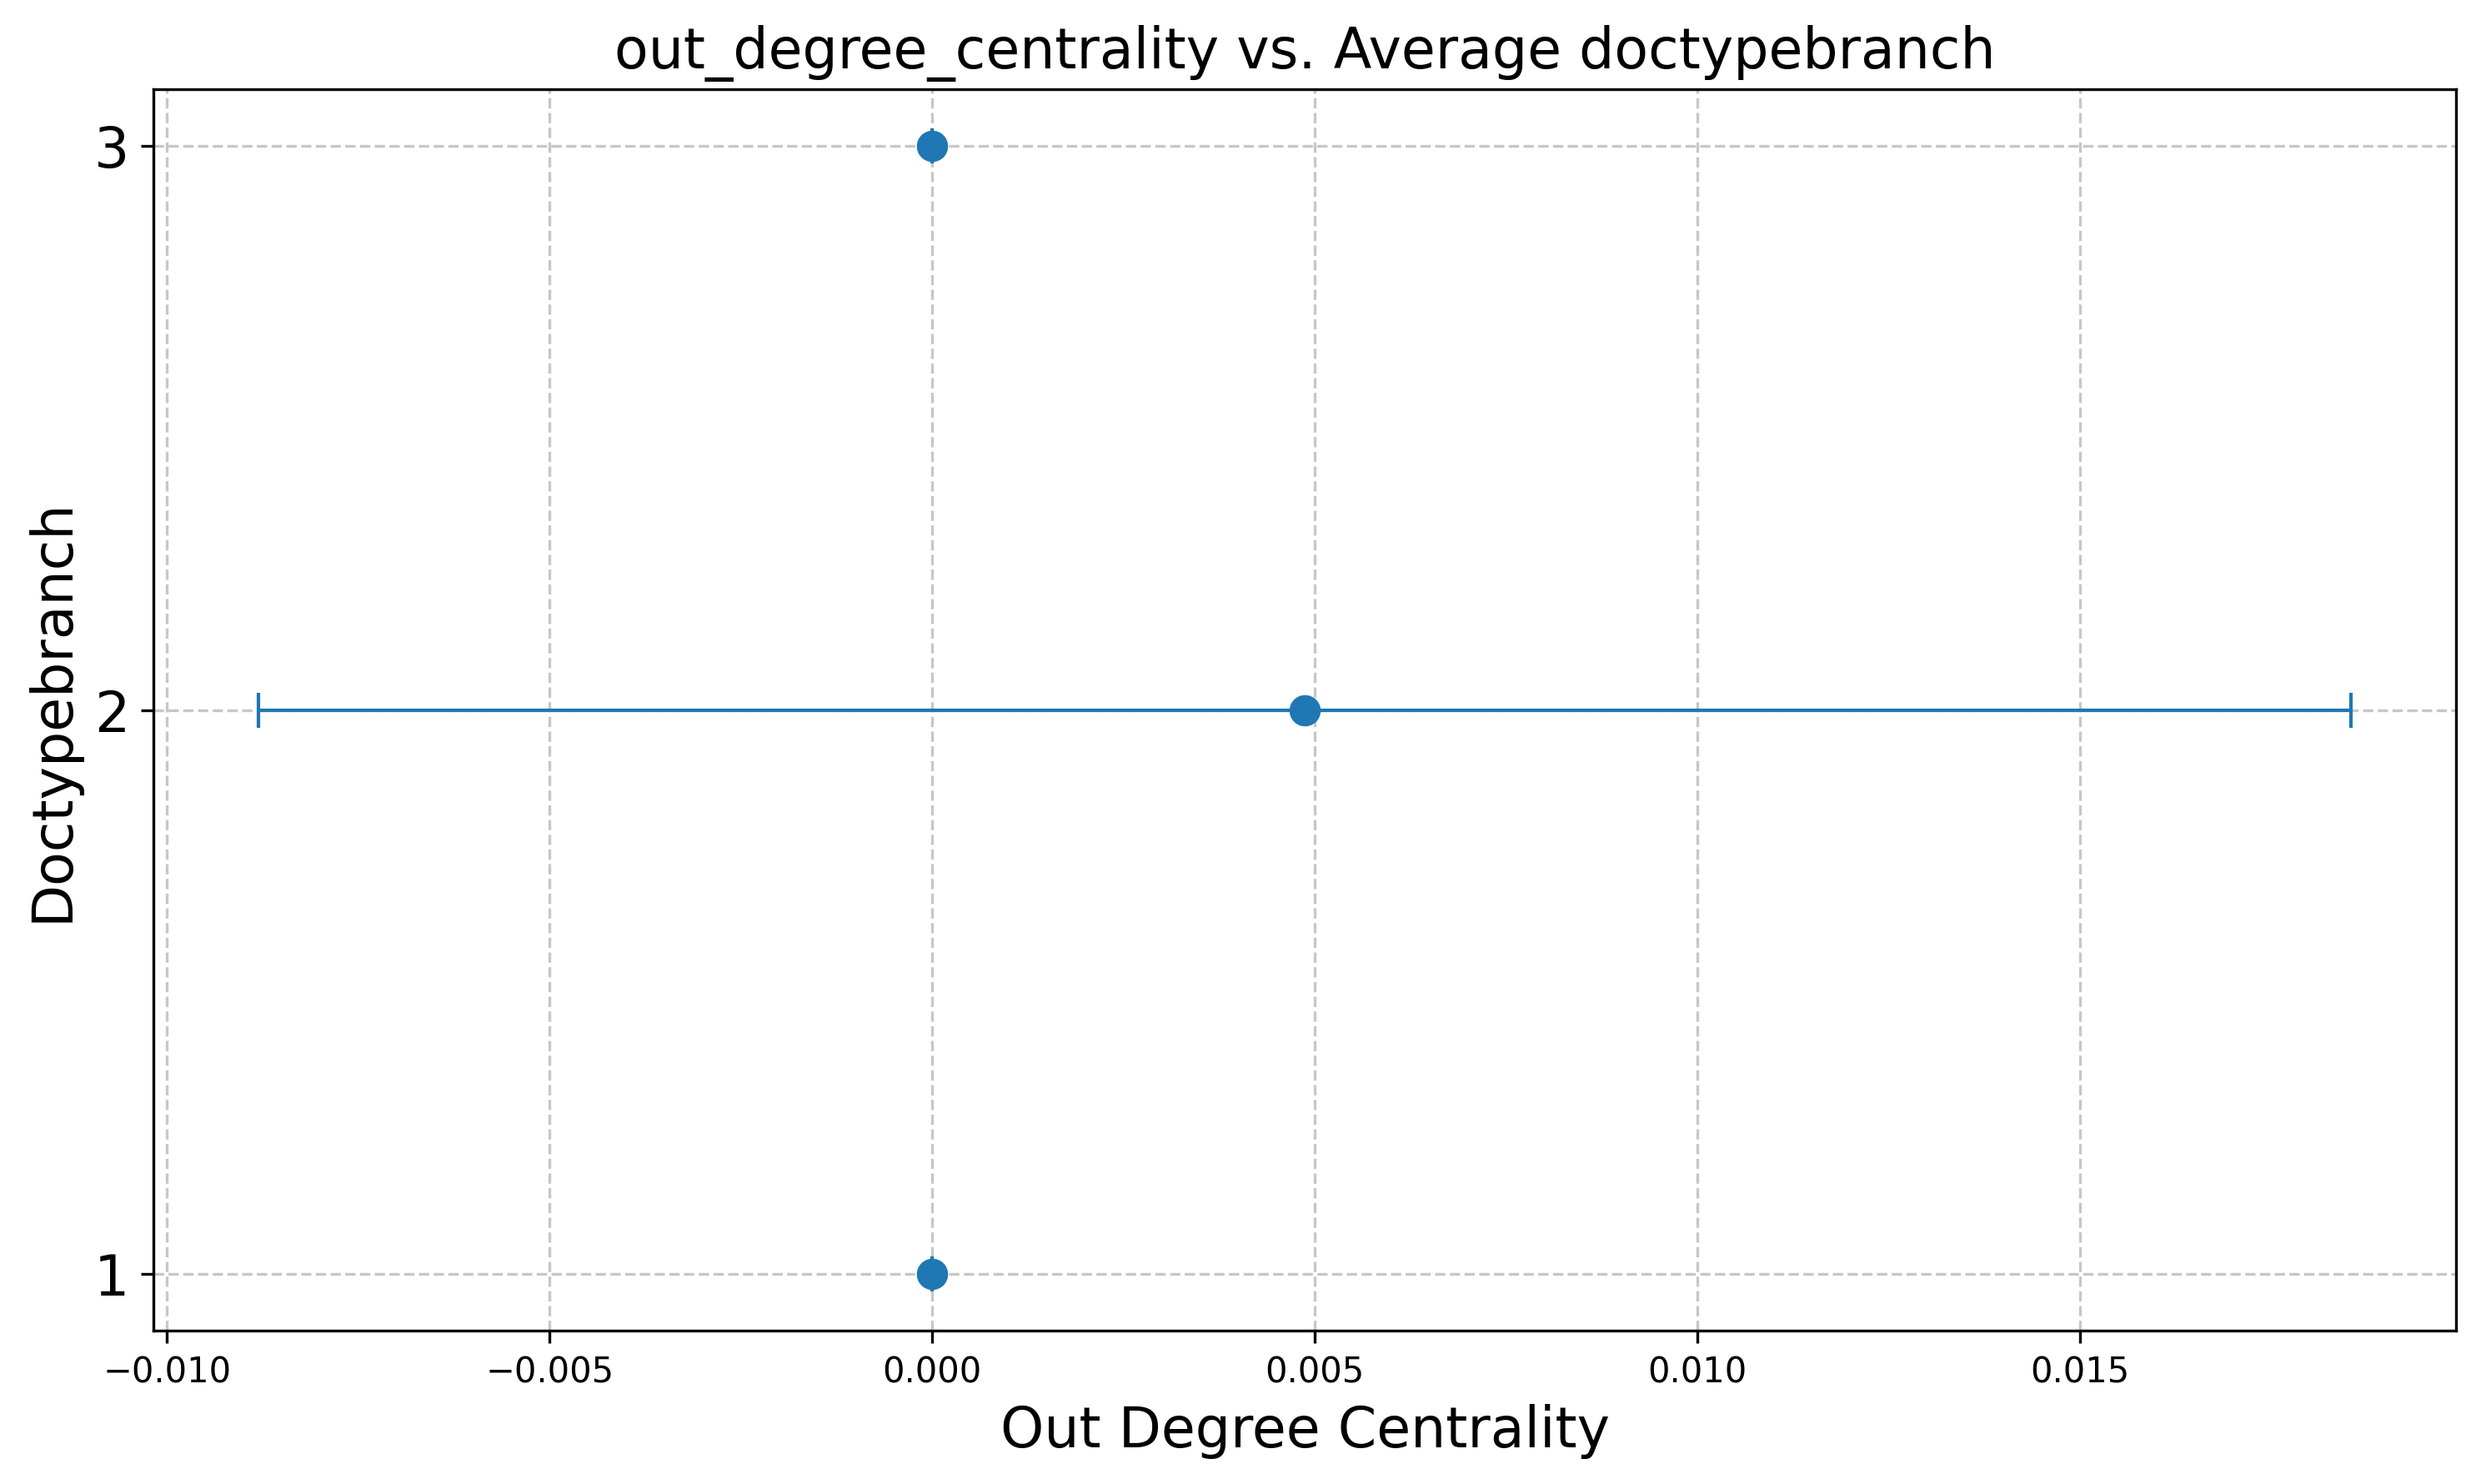 out_degree_centrality vs. Average doctypebranch
Doctypebranch
3
2
1
−0.010 −0.005 0.000 0.005 0.010 0.015
Out Degree Centrality